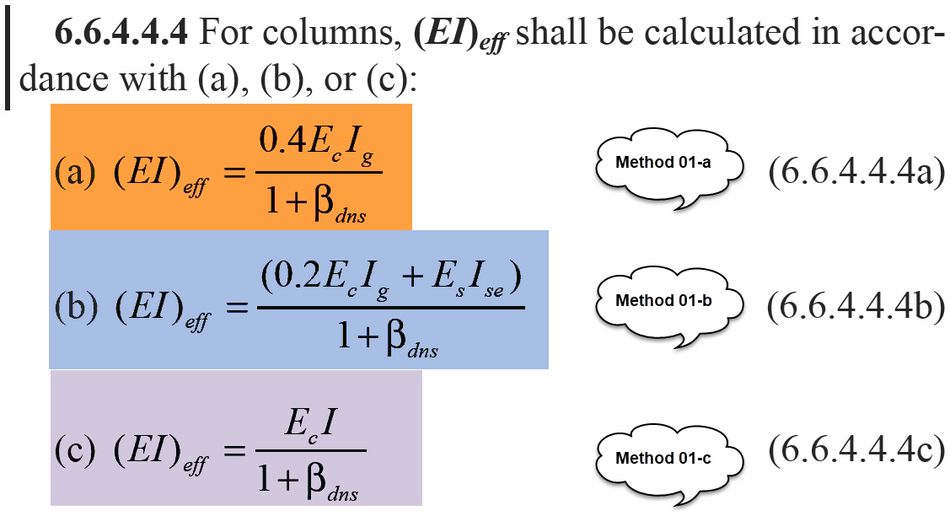 6.6.4.4.4 For columns, (EI)eff shall be calculated in accor-
dance with (a), (b), or (c):
(a) (EI)eff = 0.4EcIg / 1+βdns Method 01-a (6.6.4.4.4a)
(b) (EI)eff = (0.2EcIg + EsIse) / 1+βdns Method 01-b (6.6.4.4.4b)
(c) (EI)eff = EcI / 1+βdns Method 01-c (6.6.4.4.4c)